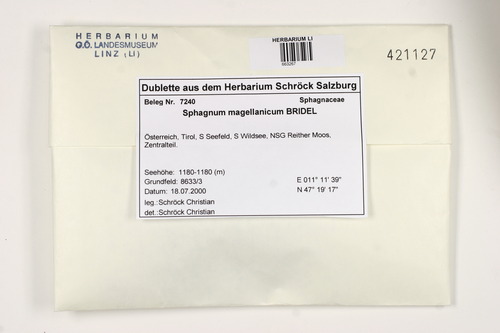 HERBARIUM
O.Ö. LANDESMUSEUM
LINZ (LI)
HERBARIUM LI
421127
Dublette aus dem Herbarium Schröck Salzburg
Beleg Nr. 7240 Sphagnaceae
Sphagnum magellanicum BRIDEL
Österreich, Tirol, S Seefeld, S Wildsee, NSG Reither Moos,
Zentralteil.
Seehöhe: 1180-1180 (m)
Grundfeld: 8633/3 E 011° 11' 39"
Datum: 18.07.2000 N 47° 19' 17"
leg.:Schröck Christian
det.:Schröck Christian